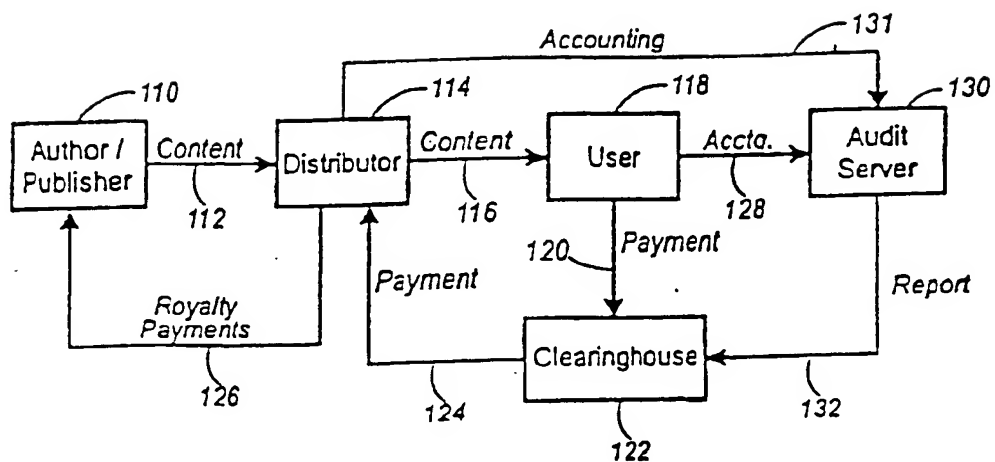 Accounting
131
110
114
118
130
Author /
Publisher
Content
112
Distributor
Content
116
User
Accta.
128
Audit
Server
120
Payment
Payment
Report
Royalty
Payments
126
124
Clearinghouse
122
132